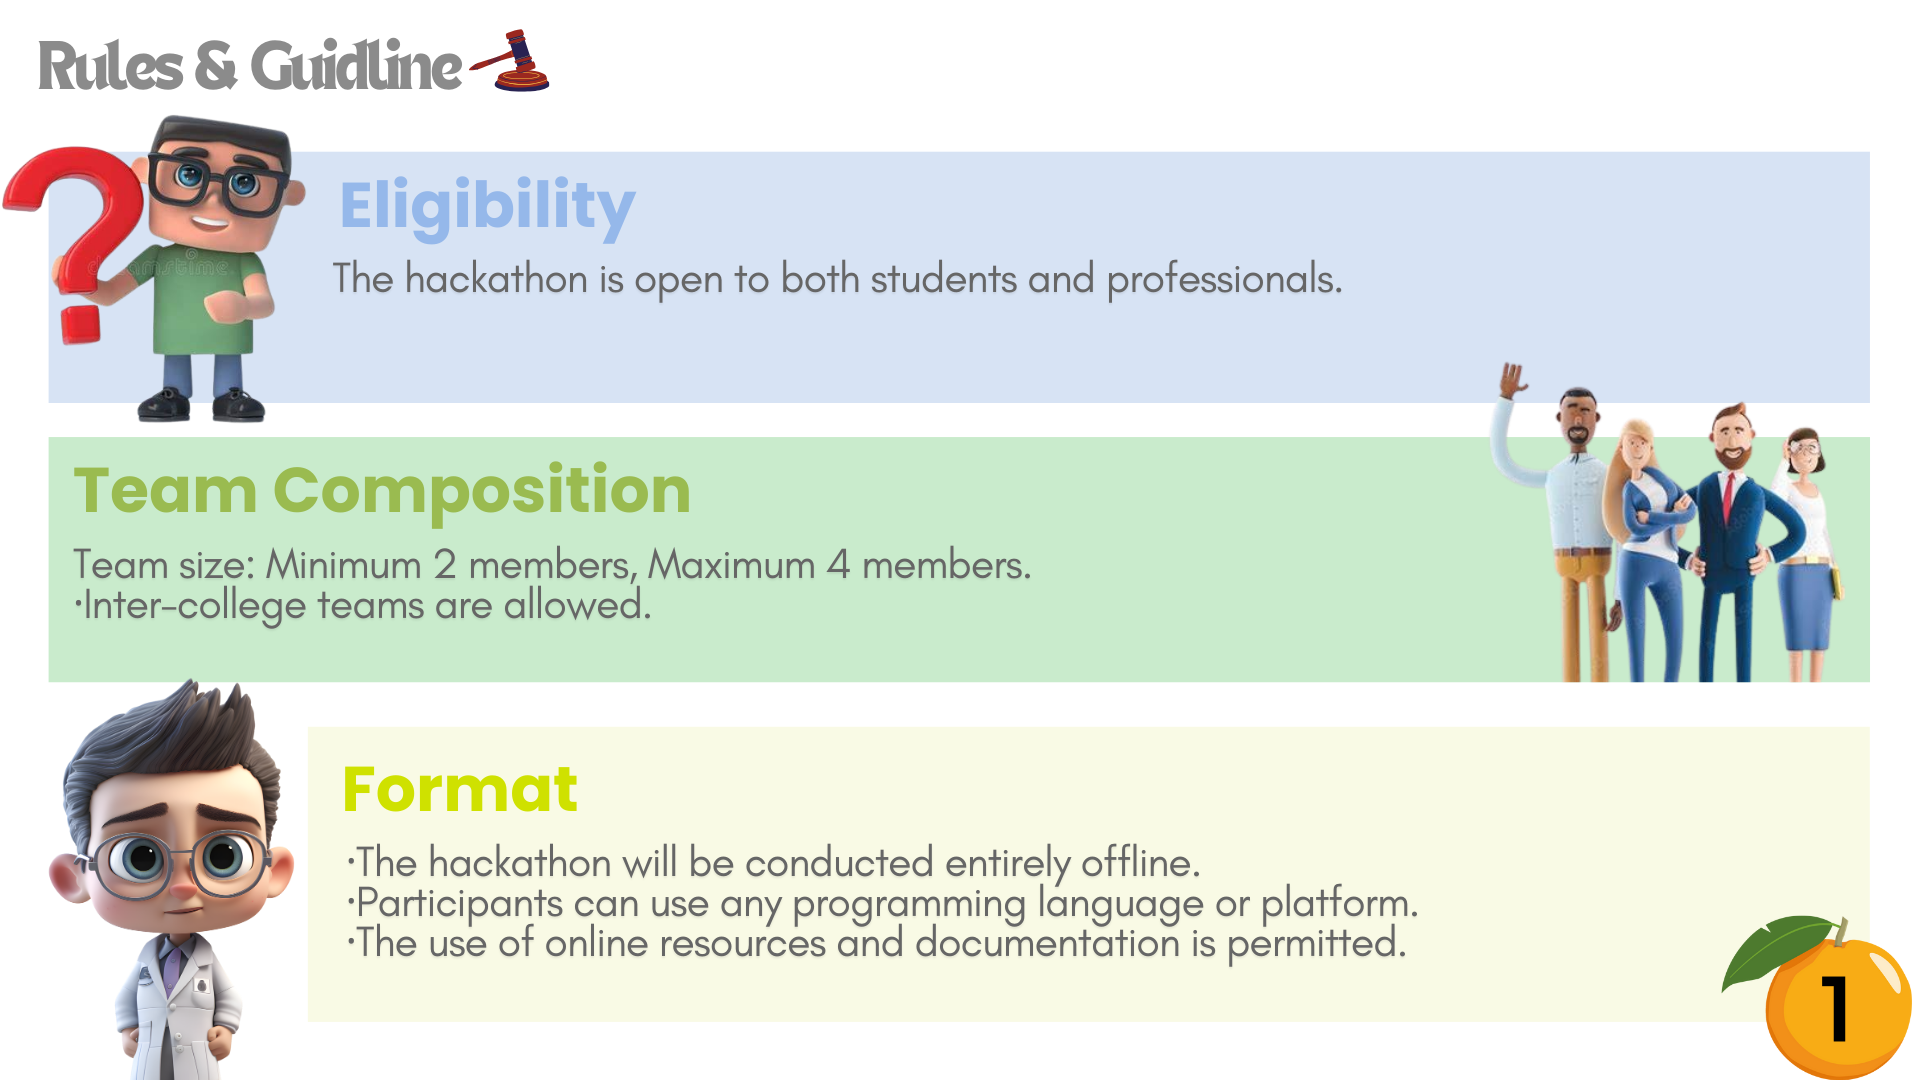 Rules & Guidline
Eligibility
The hackathon is open to both students and professionals.
Team Composition
Team size: Minimum 2 members, Maximum 4 members.
·Inter-college teams are allowed.
Format
·The hackathon will be conducted entirely offline.
·Participants can use any programming language or platform.
·The use of online resources and documentation is permitted.
1
dreamstime